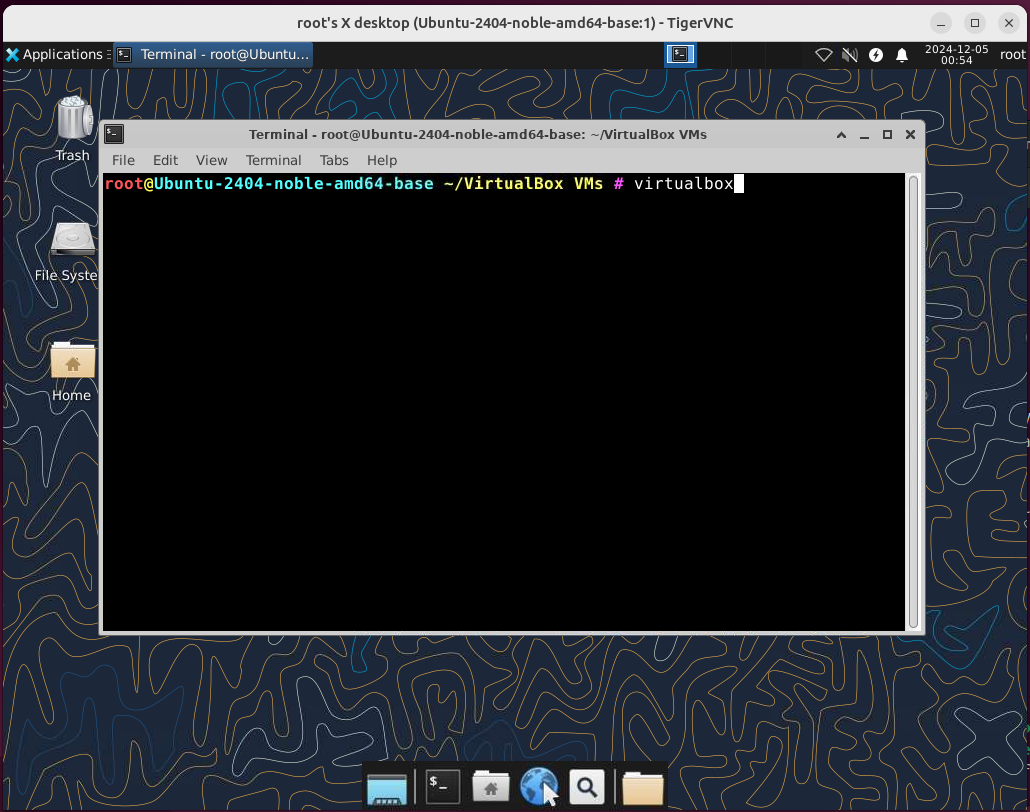 root's X desktop (Ubuntu-2404-noble-amd64-base:1) - TigerVNC
Applications
Terminal - root@Ubuntu...
2024-12-05
00:54
root
Trash
Terminal - root@Ubuntu-2404-noble-amd64-base: ~/VirtualBox VMs
File Edit View Terminal Tabs Help
root@Ubuntu-2404-noble-amd64-base ~/VirtualBox VMs # virtualbox
File Syste
Home